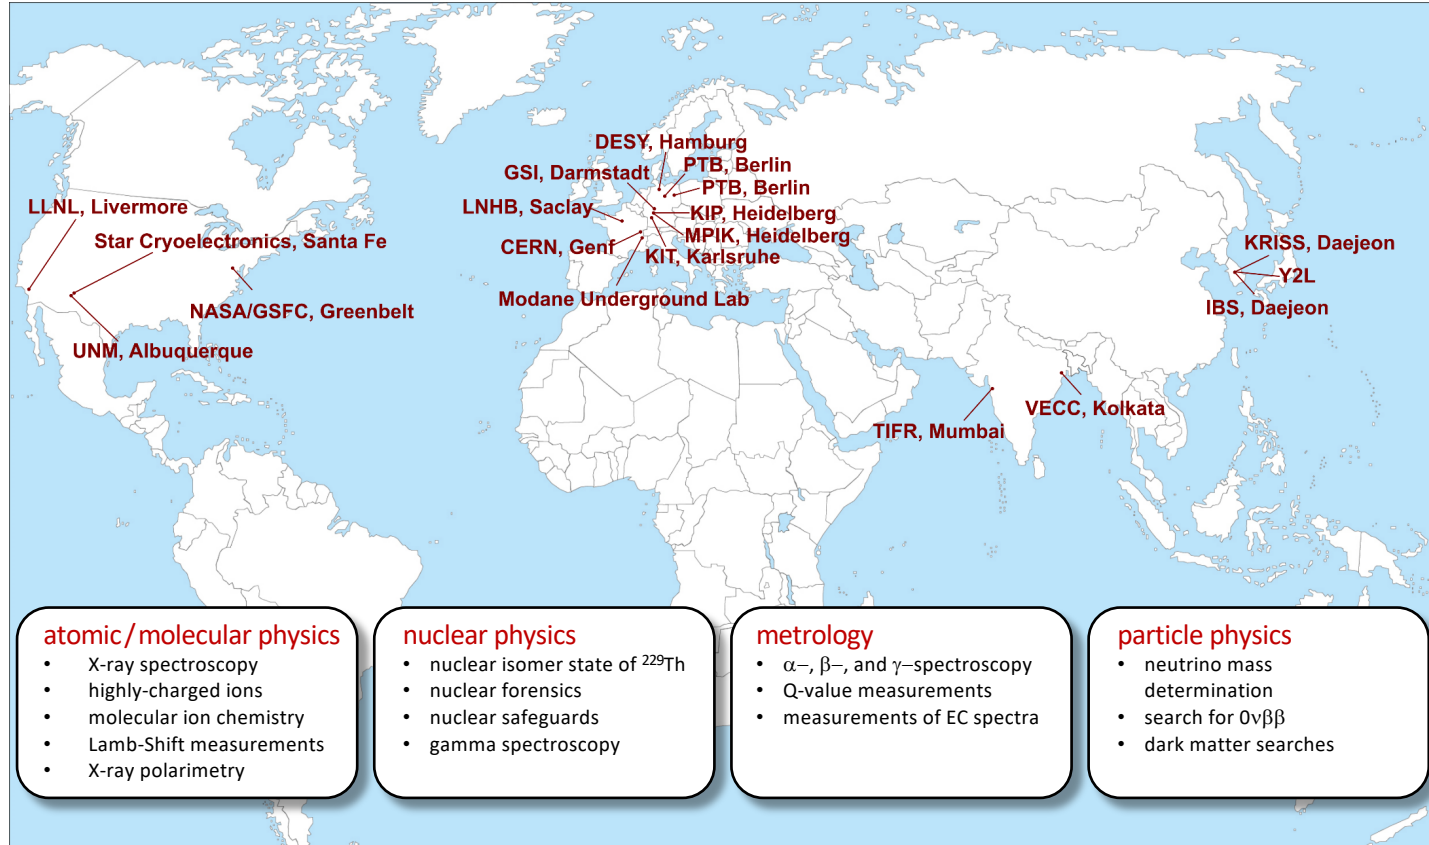 DESY, Hamburg
PTB, Berlin
GSI, Darmstadt
PTB, Berlin
LLNL, Livermore
LNHB, Saclay
KIP, Heidelberg
MPIK, Heidelberg
Star Cryoelectronics, Santa Fe
CERN, Genf
KIT, Karlsruhe
KRISS, Daejeon
Y2L
Modane Underground Lab
NASA/GSFC, Greenbelt
IBS, Daejeon
UNM, Albuquerque
VECC, Kolkata
TIFR, Mumbai
atomic/molecular physics
• X-ray spectroscopy
• highly-charged ions
• molecular ion chemistry
• Lamb-Shift measurements
• X-ray polarimetry
nuclear physics
• nuclear isomer state of ²²⁹Th
• nuclear forensics
• nuclear safeguards
• gamma spectroscopy
metrology
• α–, β–, and γ–spectroscopy
• Q-value measurements
• measurements of EC spectra
particle physics
• neutrino mass
determination
• search for 0νββ
• dark matter searches